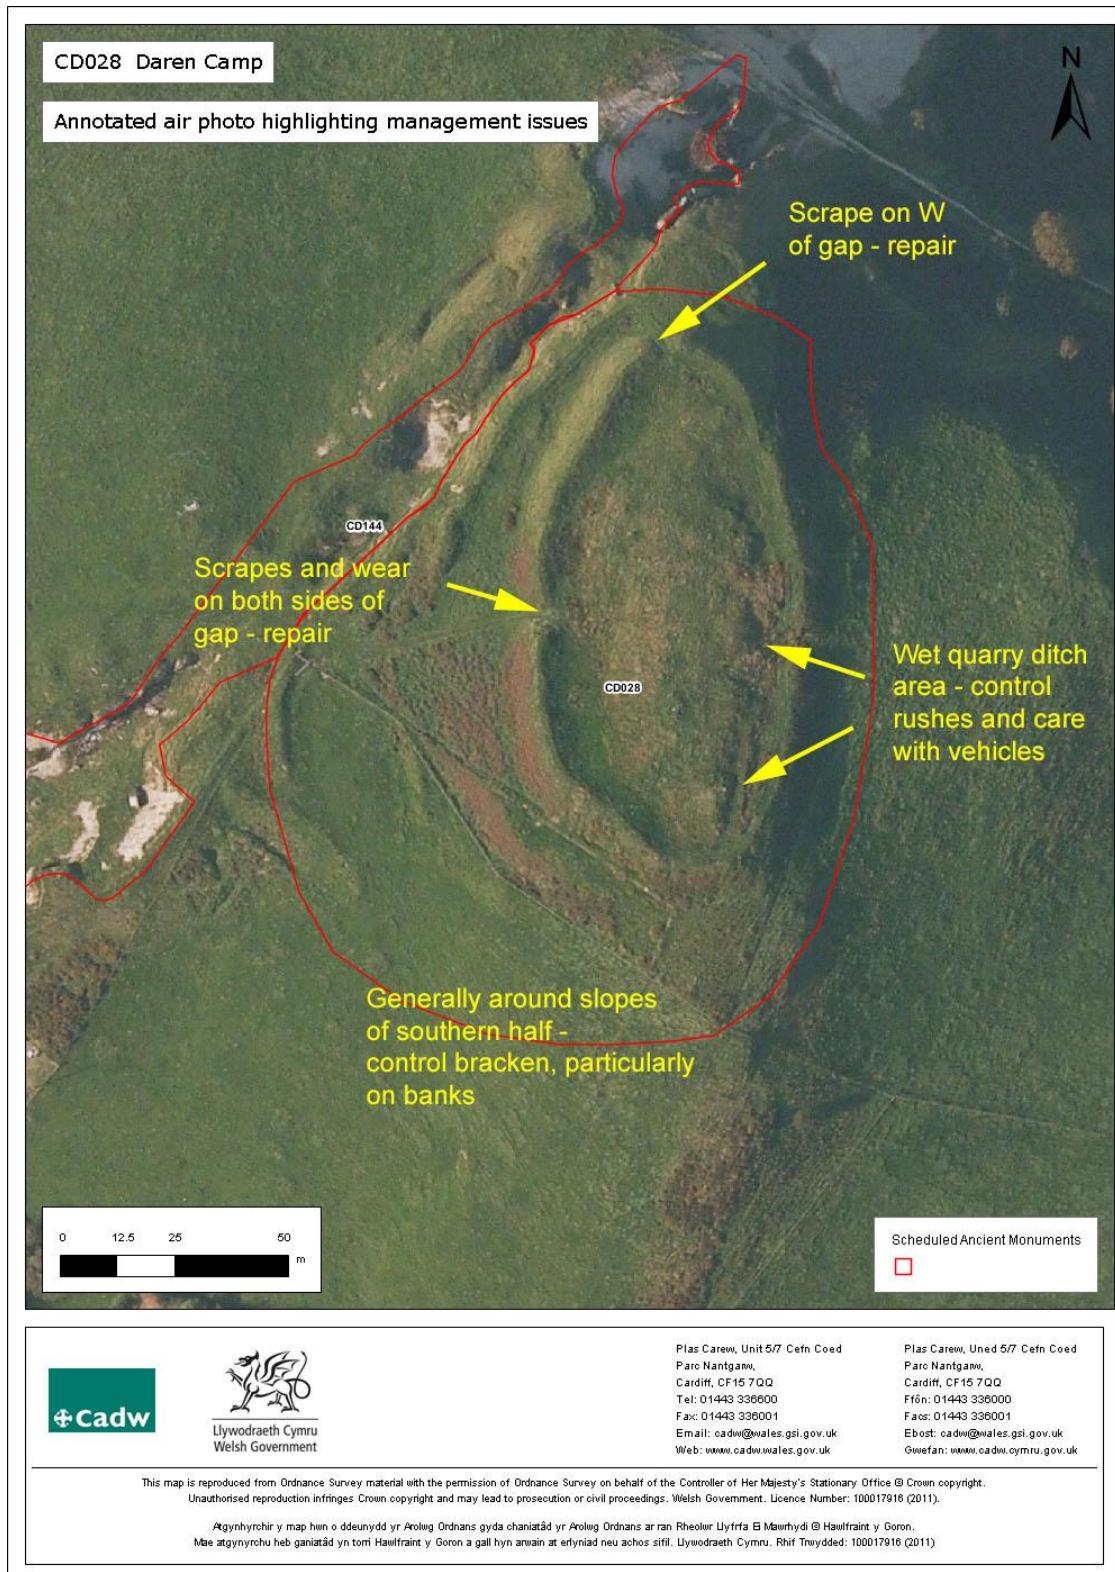 CD028 Daren Camp
Annotated air photo highlighting management issues
N
Scrape on W
of gap - repair
CD144
Scrapes and wear
on both sides of
gap - repair
CD028
Wet quarry ditch
area - control
rushes and care
with vehicles
Generally around slopes
of southern half -
control bracken, particularly
on banks
0 12.5 25 50
m
Scheduled Ancient Monuments
Cadw
Llywodraeth Cymru
Welsh Government
Plas Carew, Unit 5/7 Cefn Coed
Parc Nantgarw,
Cardiff, CF15 7QQ
Tel: 01443 336600
Fax: 01443 336001
Email: cadw@wales.gsi.gov.uk
Web: www.cadw.wales.gov.uk
Plas Carew, Uned 5/7 Cefn Coed
Parc Nantgarw,
Cardiff, CF15 7QQ
Ffôn: 01443 336000
Facs: 01443 336001
Ebost: cadw@wales.gsi.gov.uk
Gwefan: www.cadw.cymru.gov.uk
This map is reproduced from Ordnance Survey material with the permission of Ordnance Survey on behalf of the Controller of Her Majesty's Stationary Office © Crown copyright.
Unauthorised reproduction infringes Crown copyright and may lead to prosecution or civil proceedings. Welsh Government. Licence Number: 100017916 (2011).
Atgynhyrchir y map hwn o ddeunydd yr Arolwg Ordnans gyda chaniatâd yr Arolwg Ordnans ar ran Rheolwr Llyfrfa Ei Mawrhydi © Hawlfraint y Goron.
Mae atgynyrchu heb ganiatâd yn torri Hawlfraint y Goron a gall hyn arwain at erlyniad neu achos sifil. Llywodraeth Cymru. Rhif Trwydded: 100017916 (2011)